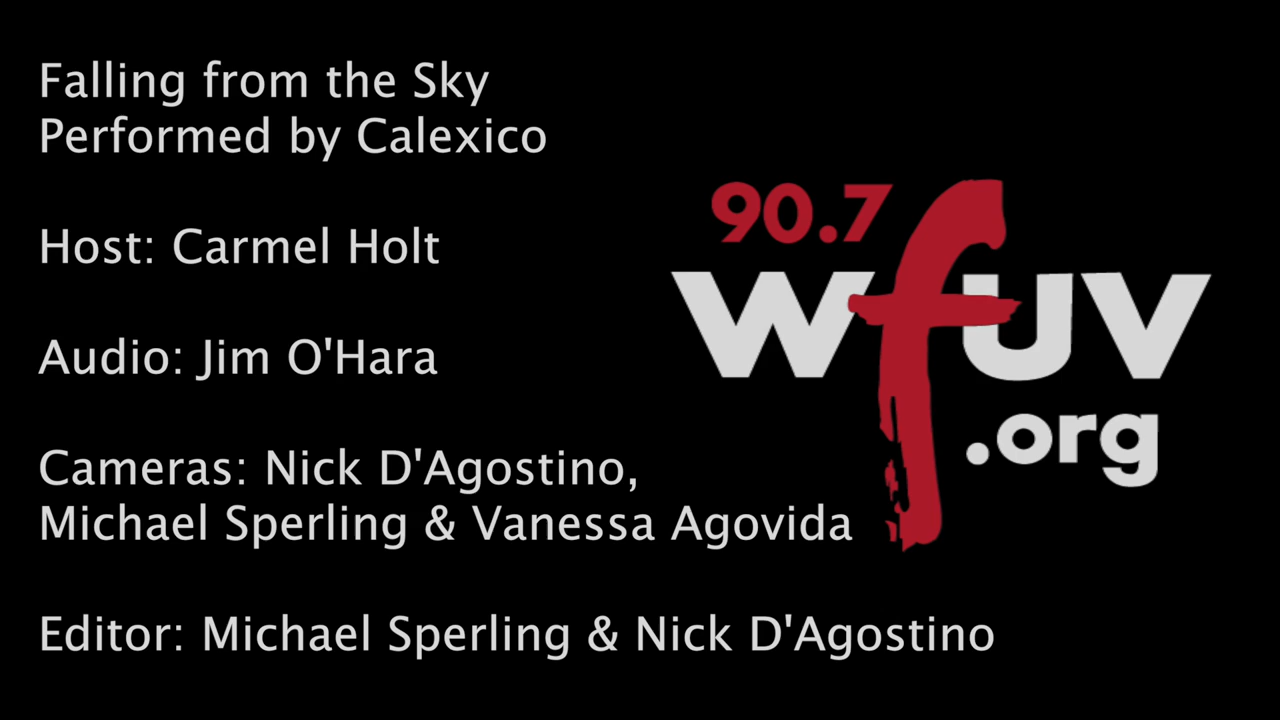 Falling from the Sky
Performed by Calexico
Host: Carmel Holt
Audio: Jim O'Hara
Cameras: Nick D'Agostino,
Michael Sperling & Vanessa Agovida
Editor: Michael Sperling & Nick D'Agostino
90.7
wfuv
.org